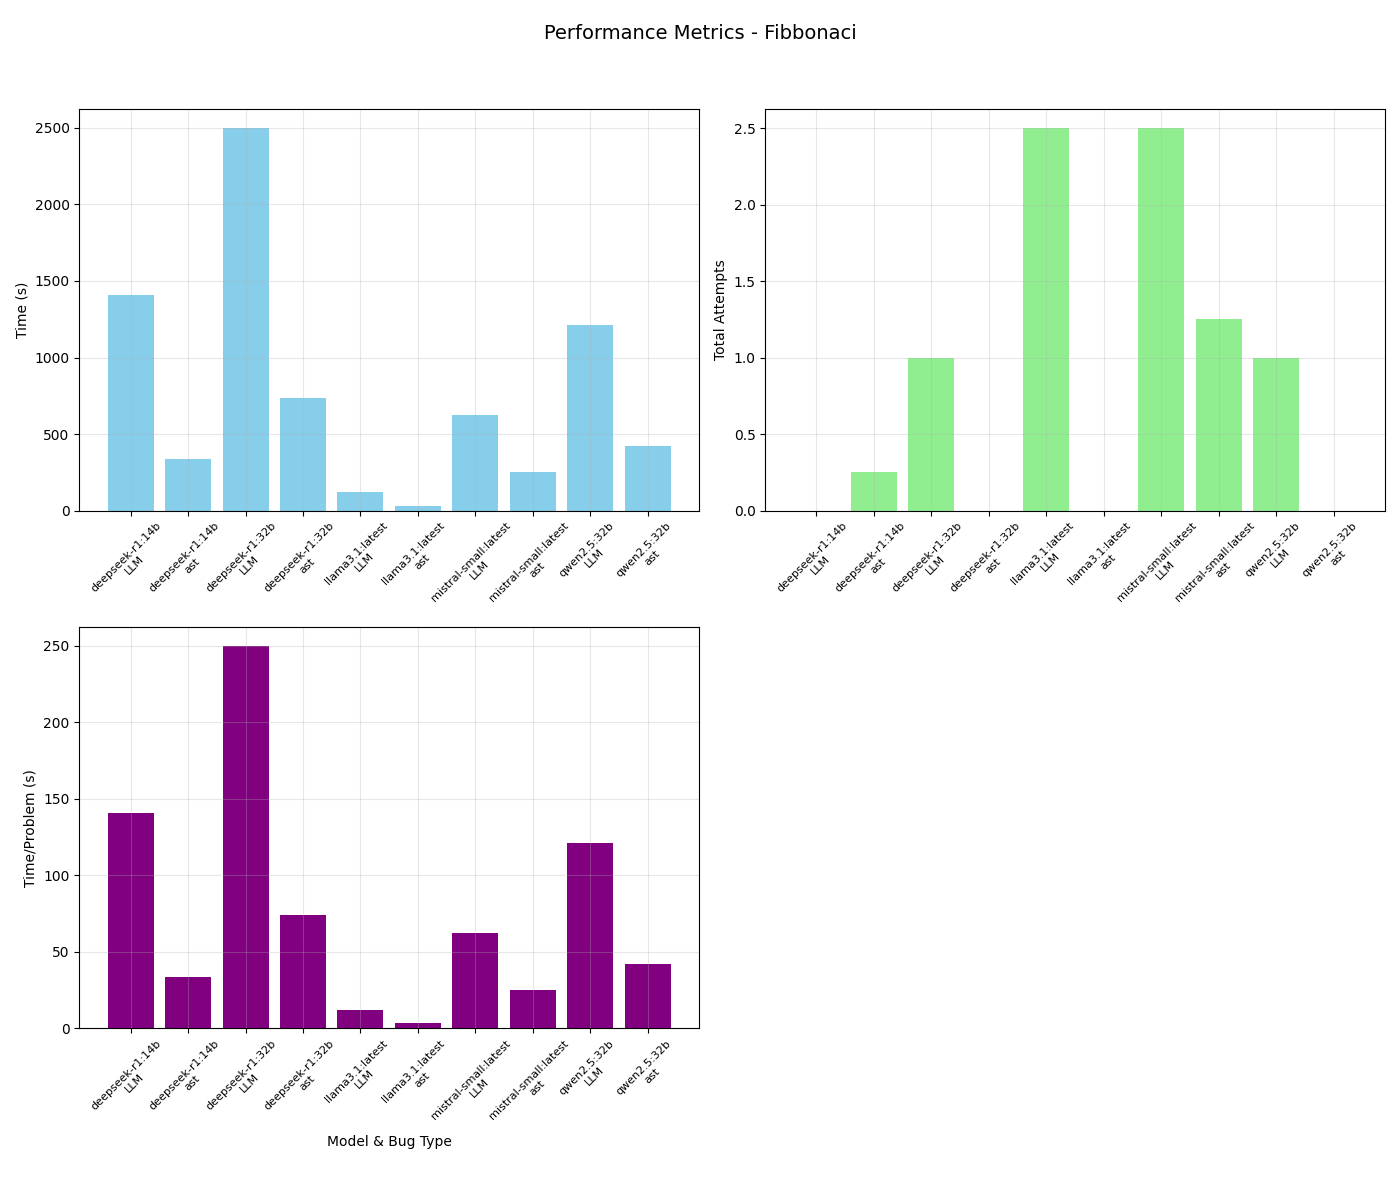 Performance Metrics - Fibbonaci
Time (s)
2500
2000
1500
1000
500
0
deepseek-r1:14b
LLM
deepseek-r1:14b
ast
deepseek-r1:32b
LLM
deepseek-r1:32b
ast
llama3.1:latest
LLM
llama3.1:latest
ast
mistral-small:latest
LLM
mistral-small:latest
ast
qwen2.5:32b
LLM
qwen2.5:32b
ast
Total Attempts
2.5
2.0
1.5
1.0
0.5
0.0
deepseek-r1:14b
LLM
deepseek-r1:14b
ast
deepseek-r1:32b
LLM
deepseek-r1:32b
ast
llama3.1:latest
LLM
llama3.1:latest
ast
mistral-small:latest
LLM
mistral-small:latest
ast
qwen2.5:32b
LLM
qwen2.5:32b
ast
Time/Problem (s)
250
200
150
100
50
0
deepseek-r1:14b
LLM
deepseek-r1:14b
ast
deepseek-r1:32b
LLM
deepseek-r1:32b
ast
llama3.1:latest
LLM
llama3.1:latest
ast
mistral-small:latest
LLM
mistral-small:latest
ast
qwen2.5:32b
LLM
qwen2.5:32b
ast
Model & Bug Type